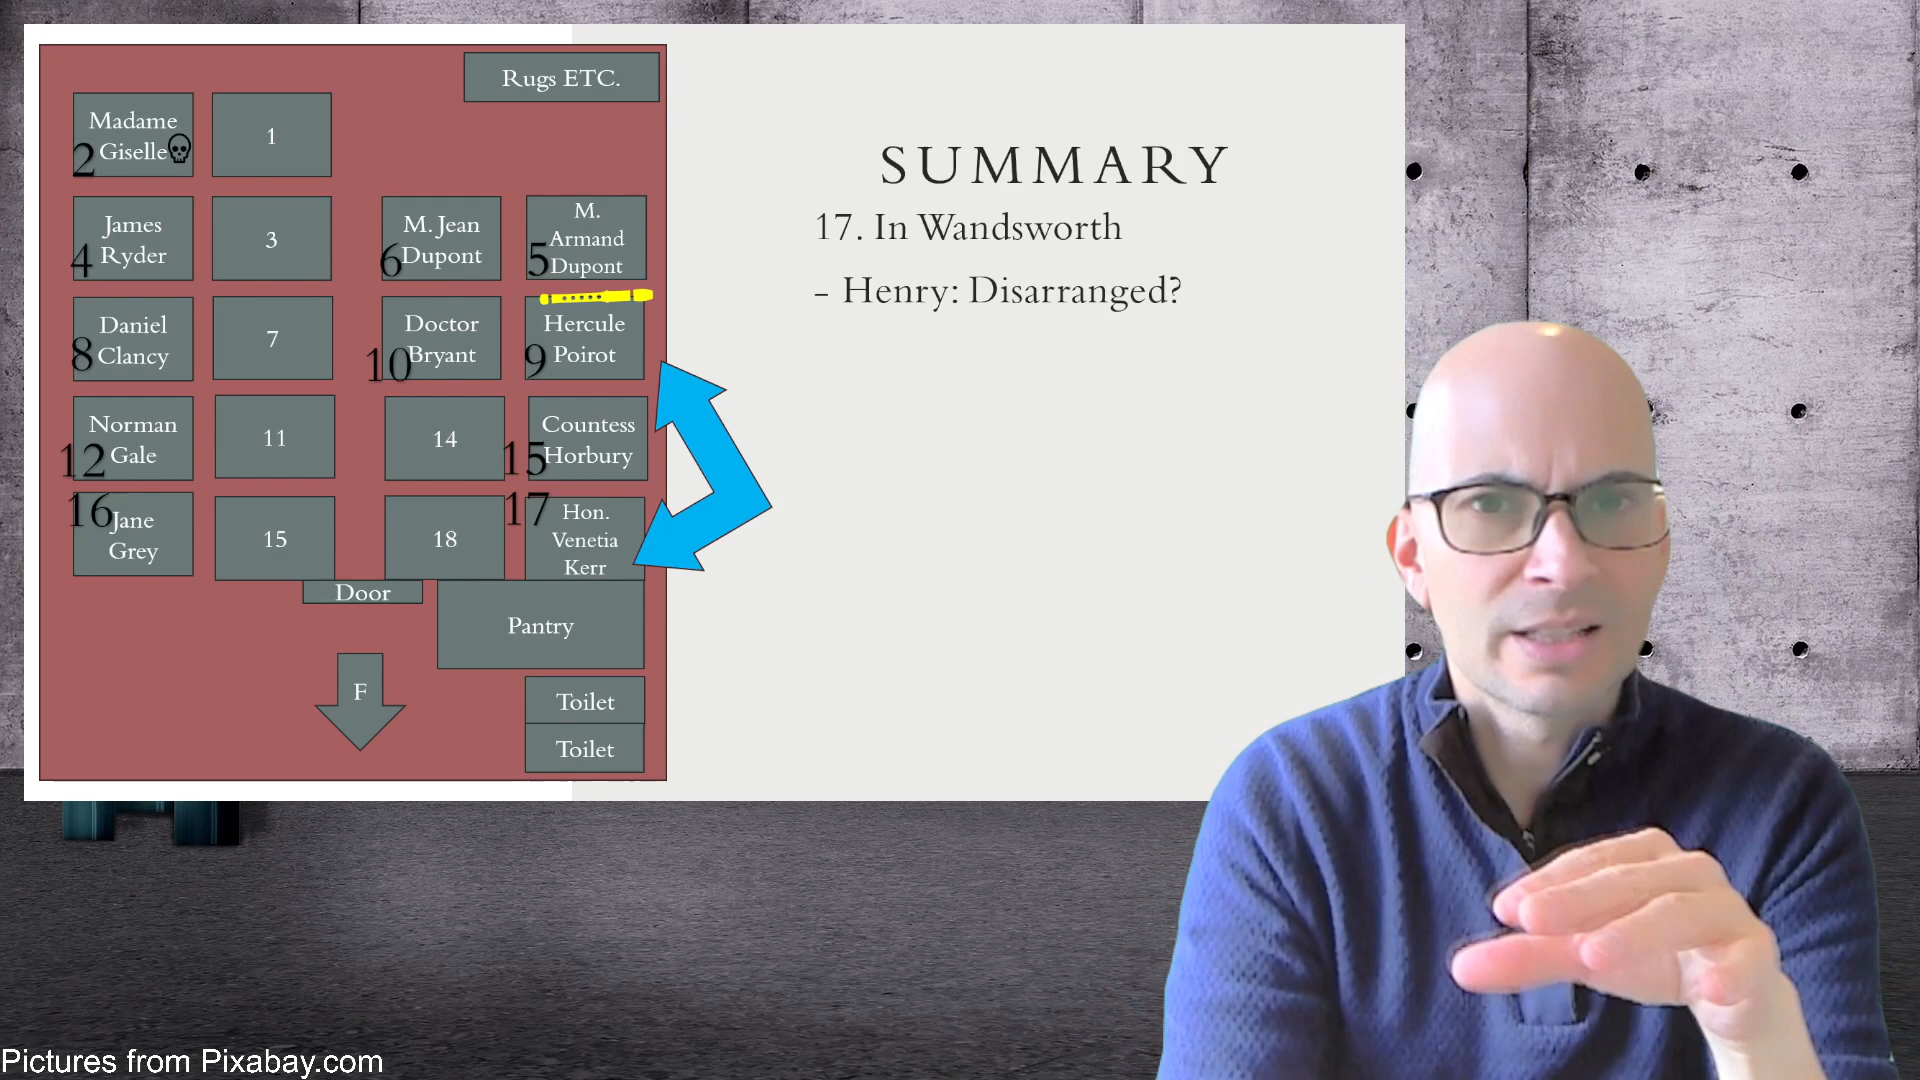 Rugs ETC.
Madame
Giselle
2
1
James
Ryder
4
3
M. Jean
Dupont
6
M.
Armand
Dupont
5
Daniel
Clancy
8
7
Doctor
Bryant
10
Hercule
Poirot
9
Norman
Gale
12
11
14
Countess
Horbury
15
16
Jane
Grey
15
18
17
Hon.
Venetia
Kerr
Door
Pantry
F
Toilet
Toilet
SUMMARY
17. In Wandsworth
- Henry: Disarranged?
Pictures from Pixabay.com